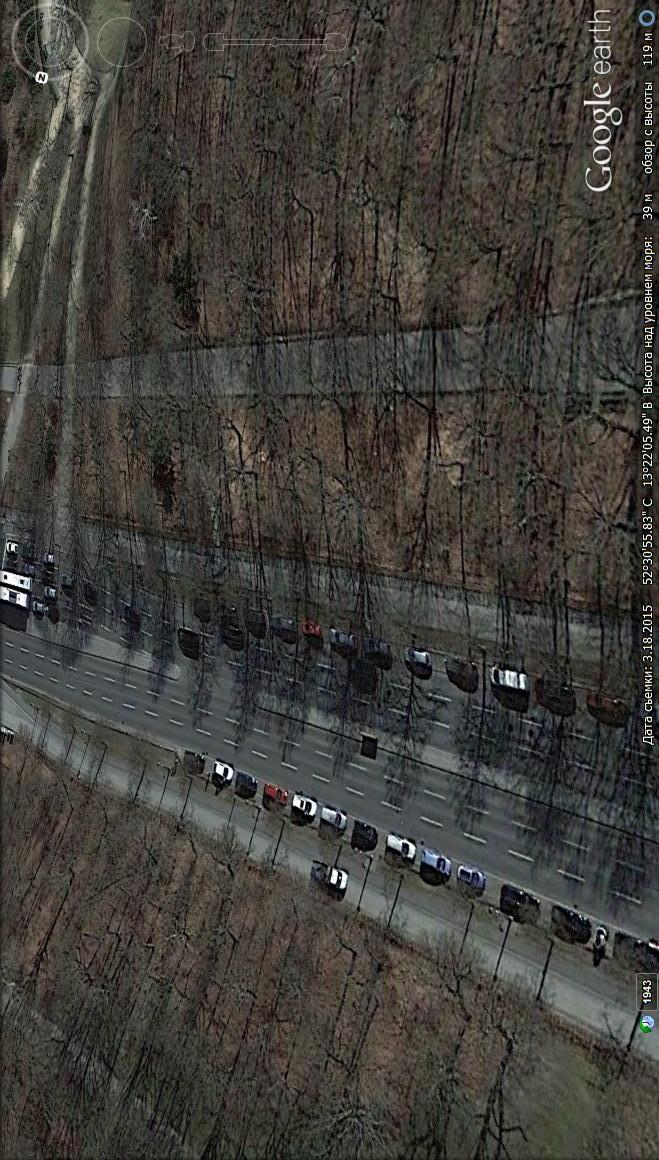 Google earth
Дата съемки: 3.18.2015 52°30'55.83" С 13°22'05.49" В Высота над уровнем моря: 39 м обзор с высоты 119 м
1943
N